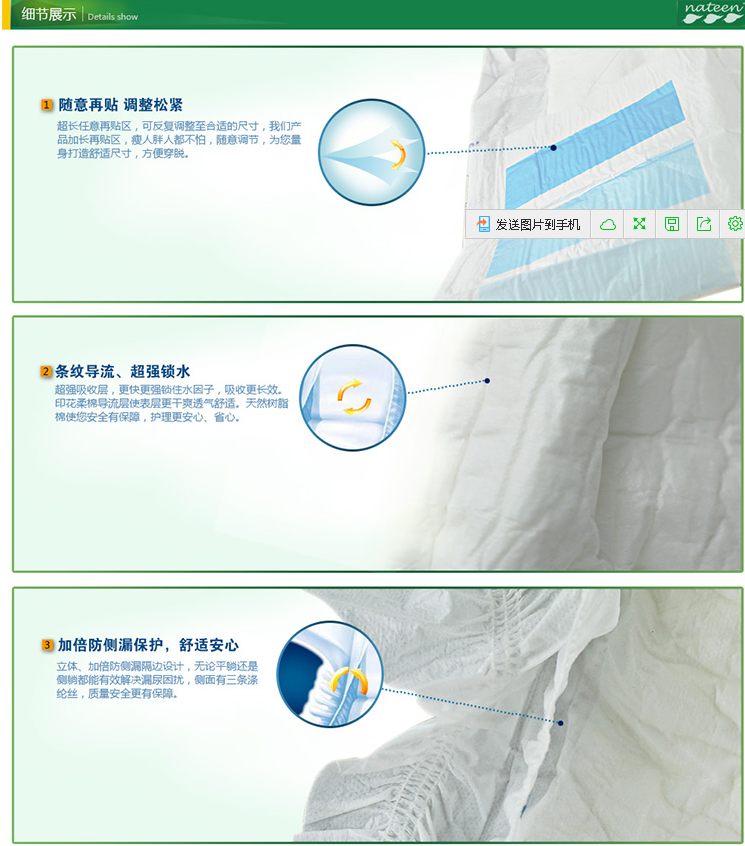 细节展示 Details show
nateen
1 随意再贴 调整松紧
超长任意再贴区，可反复调整至合适的尺寸，我们产
品加长再贴区，瘦人胖人都不怕，随意调节，为您量
身打造舒适尺寸，方便穿脱。
发送图片到手机
2 条纹导流、超强锁水
超强吸收层，更快更强锁住水因子，吸收更长效。
印花柔棉导流层使表层更干爽透气舒适。天然树脂
棉使您安全有保障，护理更安心、省心。
3 加倍防侧漏保护，舒适安心
立体、加倍防侧漏隔边设计，无论平躺还是
侧躺都能有效解决漏尿困扰，侧面有三条涤
纶丝，质量安全更有保障。